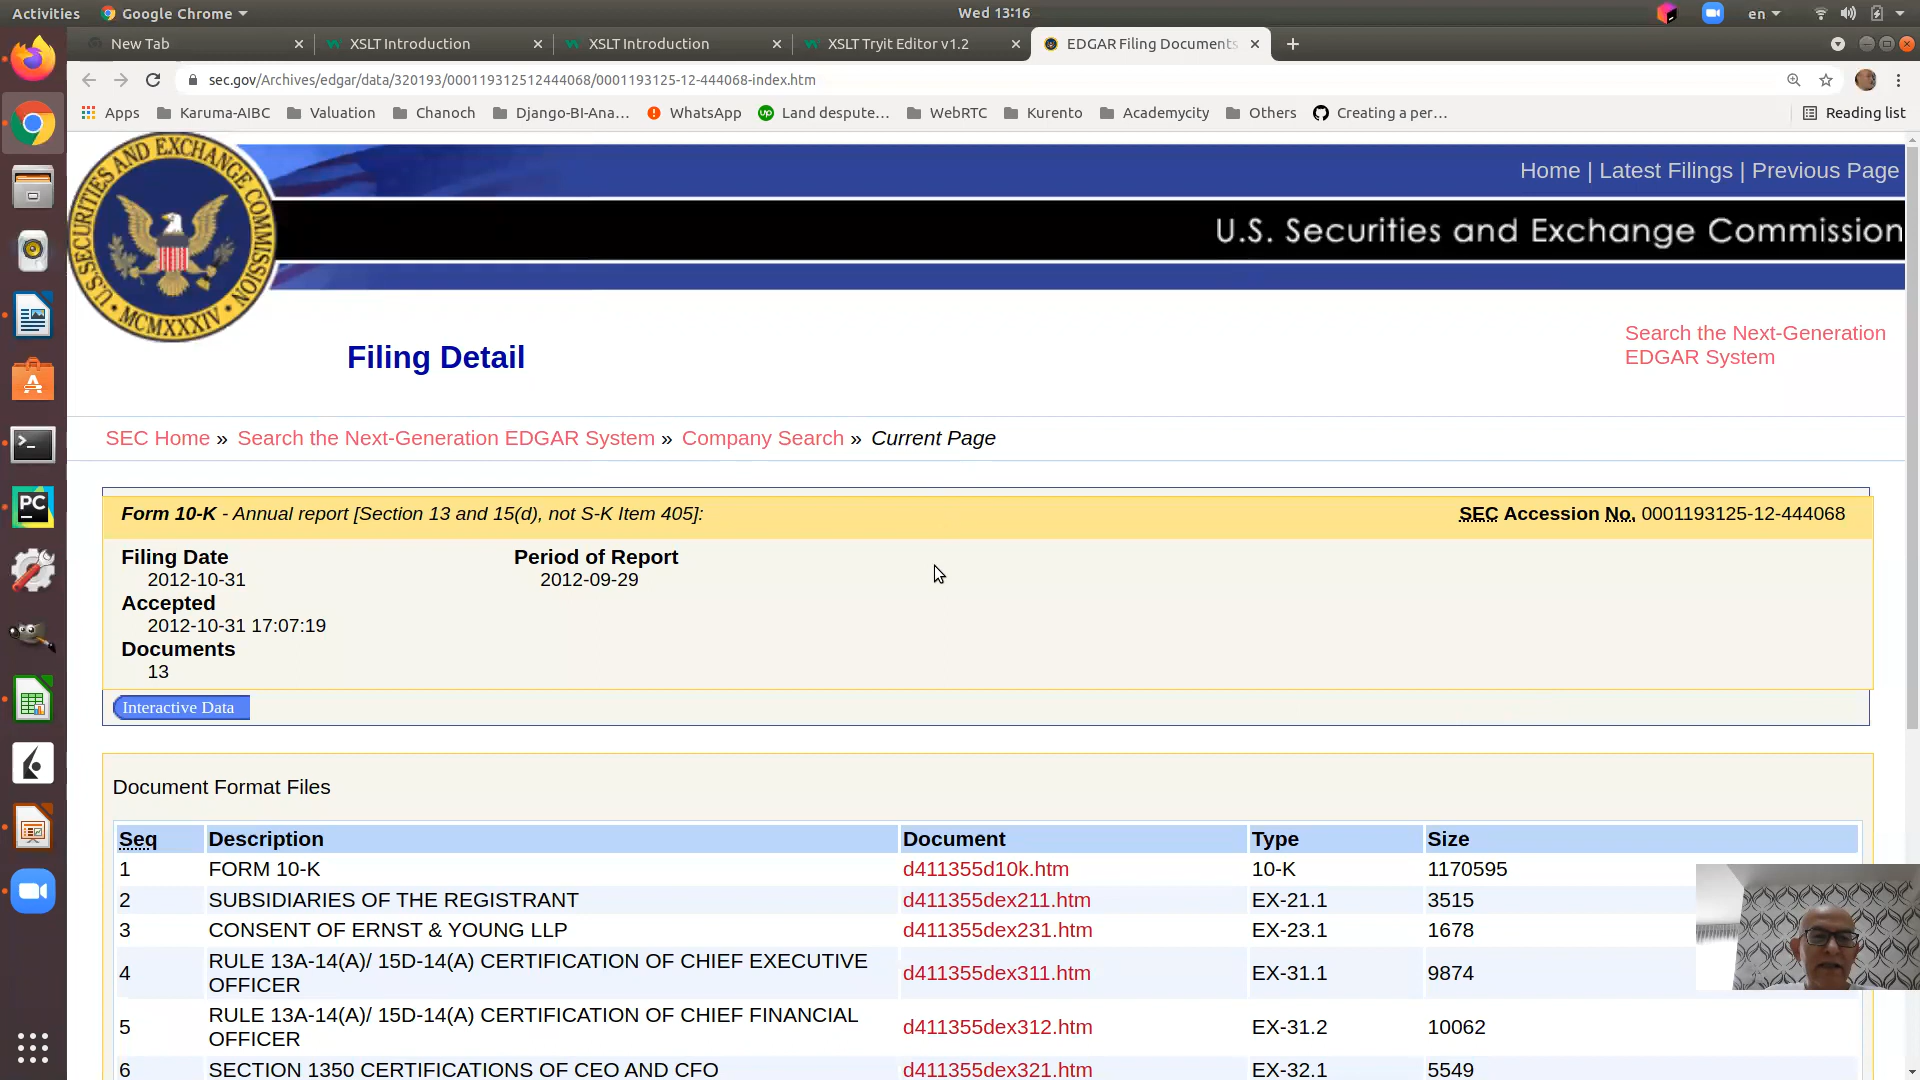 Activities Google Chrome Wed 13:16 en
New Tab XSLT Introduction XSLT Introduction XSLT Tryit Editor v1.2 EDGAR Filing Documents
sec.gov/Archives/edgar/data/320193/000119312512444068/0001193125-12-444068-index.htm
Apps Karuma-AIBC Valuation Chanoch Django-BI-Ana... WhatsApp Land despute... WebRTC Kurento Academycity Others Creating a per... Reading list
U.S. SECURITIES AND EXCHANGE COMMISSION
MCMXXXIV
Home | Latest Filings | Previous Page
U.S. Securities and Exchange Commission
Filing Detail
Search the Next-Generation
EDGAR System
SEC Home » Search the Next-Generation EDGAR System » Company Search » Current Page
Form 10-K - Annual report [Section 13 and 15(d), not S-K Item 405]: SEC Accession No. 0001193125-12-444068
Filing Date Period of Report
2012-10-31 2012-09-29
Accepted
2012-10-31 17:07:19
Documents
13
Interactive Data
Document Format Files
Seq Description Document Type Size
1 FORM 10-K d411355d10k.htm 10-K 1170595
2 SUBSIDIARIES OF THE REGISTRANT d411355dex211.htm EX-21.1 3515
3 CONSENT OF ERNST & YOUNG LLP d411355dex231.htm EX-23.1 1678
4 RULE 13A-14(A)/ 15D-14(A) CERTIFICATION OF CHIEF EXECUTIVE
OFFICER d411355dex311.htm EX-31.1 9874
5 RULE 13A-14(A)/ 15D-14(A) CERTIFICATION OF CHIEF FINANCIAL
OFFICER d411355dex312.htm EX-31.2 10062
6 SECTION 1350 CERTIFICATIONS OF CEO AND CFO d411355dex321.htm EX-32.1 5549